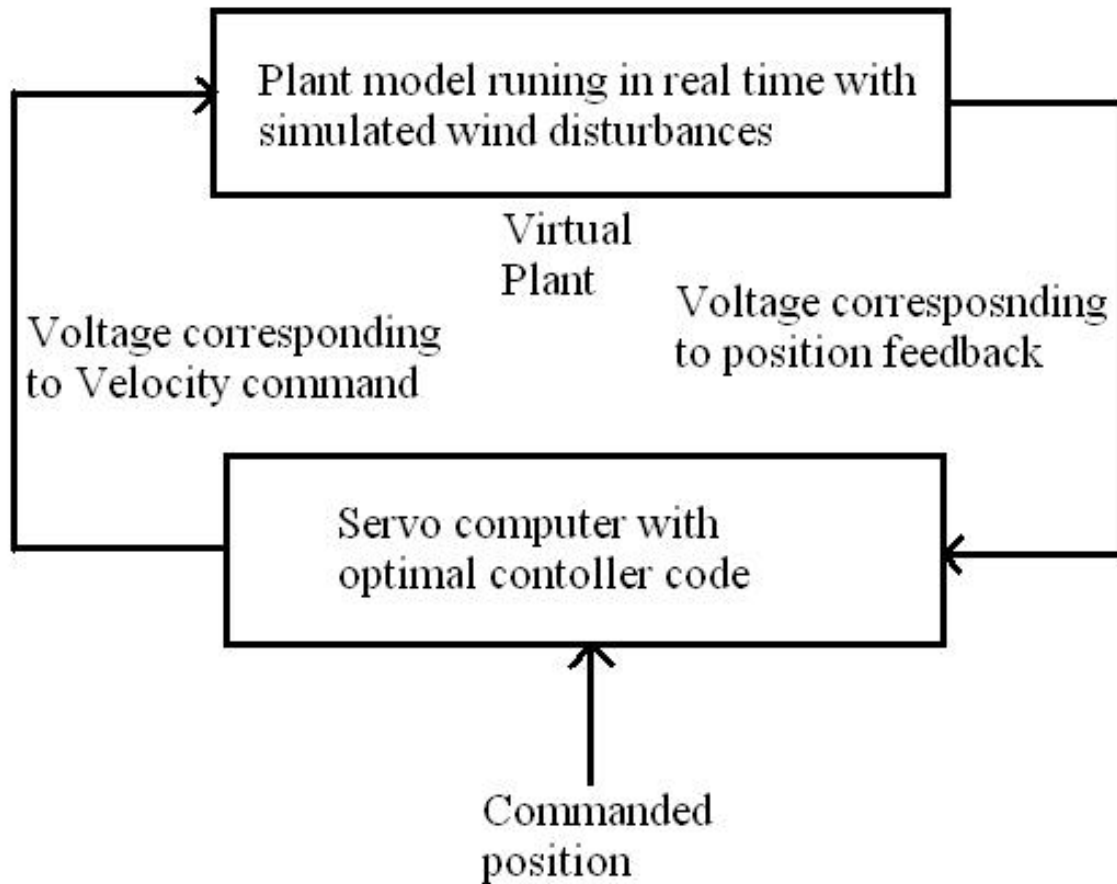 Plant model runing in real time with
simulated wind disturbances
Virtual
Plant
Voltage corresponding
to Velocity command
Voltage corresposnding
to position feedback
Servo computer with
optimal contoller code
Commanded
position